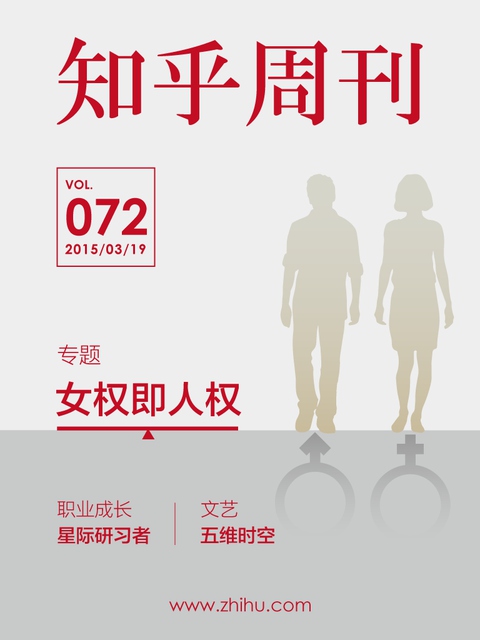 知乎周刊
VOL.
072
2015/03/19
专题
女权即人权
职业成长
星际研习者
文艺
五维时空
www.zhihu.com